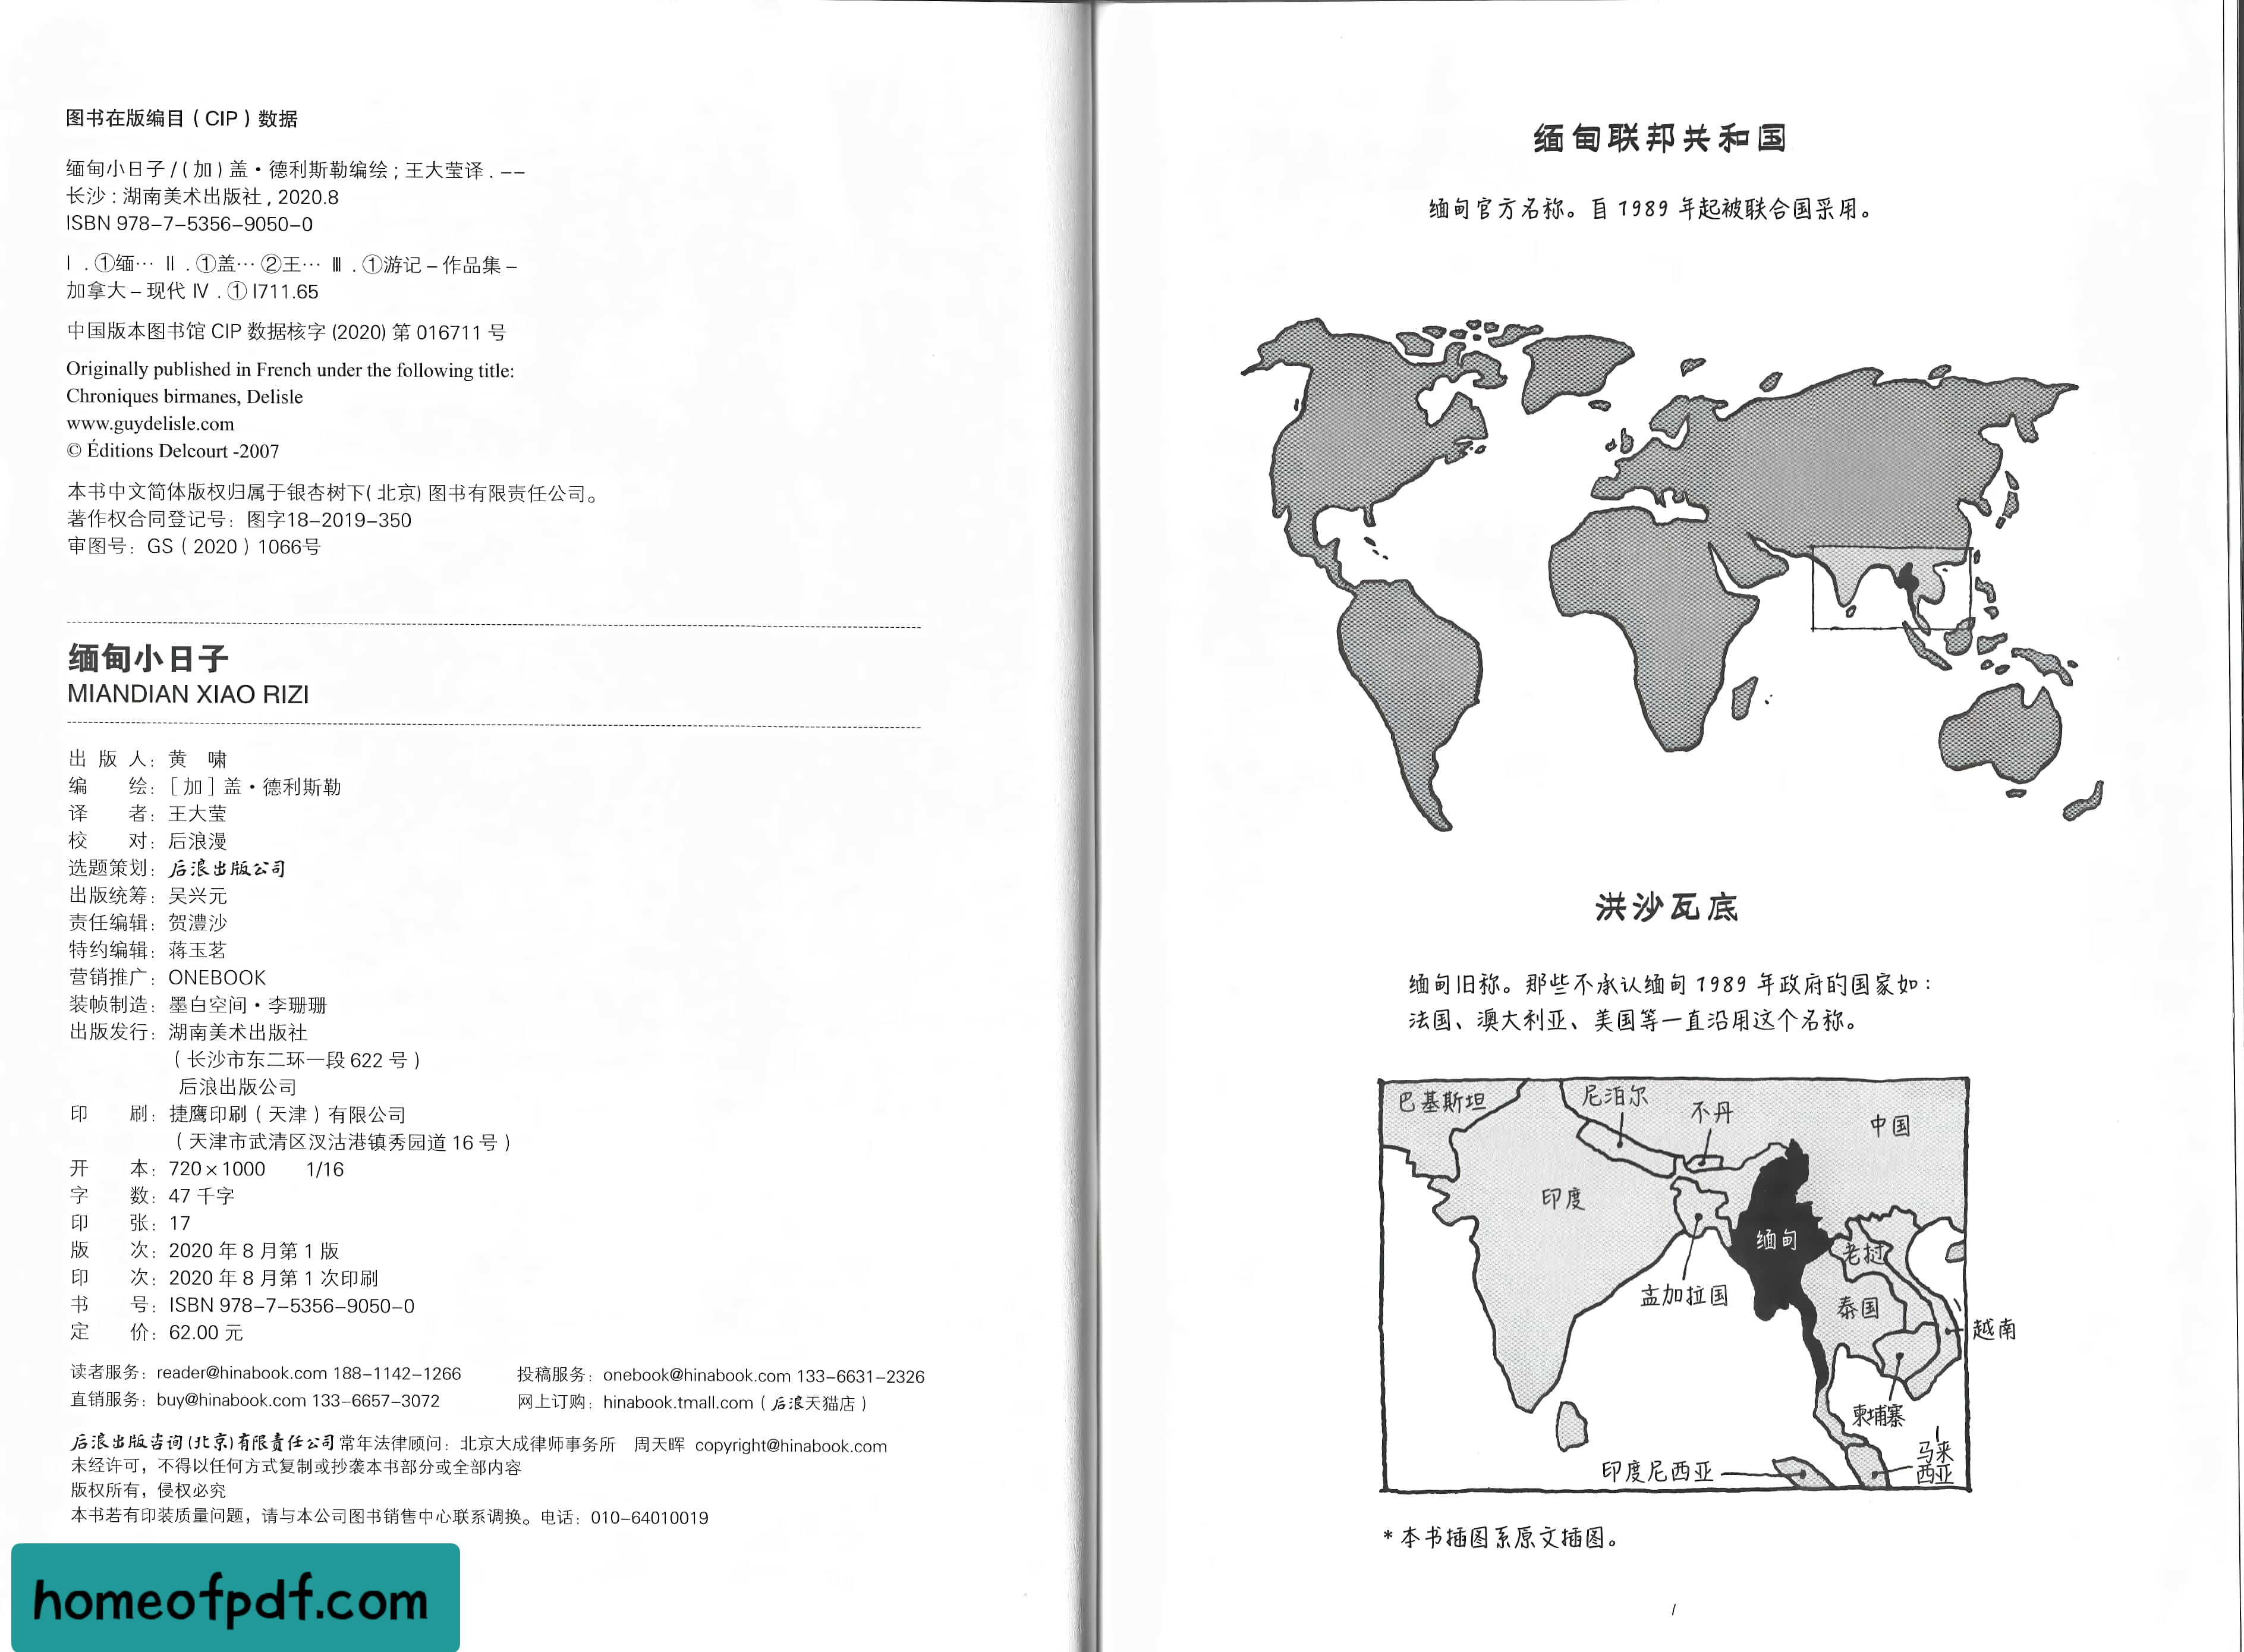 图书在版编目（CIP）数据
缅甸小日子 /（加）盖·德利斯勒编绘 ; 王大莹译 . --
长沙 : 湖南美术出版社 , 2020.8
ISBN 978-7-5356-9050-0
Ⅰ . ①缅… Ⅱ . ①盖… ②王… Ⅲ . ①游记 – 作品集 –
加拿大 – 现代 Ⅳ . ① I711.65
中国版本图书馆 CIP 数据核字 (2020) 第 016711 号
Originally published in French under the following title:
Chroniques birmanes, Delisle
www.guydelisle.com
© Éditions Delcourt -2007
本书中文简体版权归属于银杏树下（北京）图书有限责任公司。
著作权合同登记号：图字18-2019-350
审图号：GS（2020）1066号
缅甸小日子
MIANDIAN XIAO RIZI
出 版 人：黄 啸
编 绘：［加］盖·德利斯勒
译 者：王大莹
校 对：后浪漫
选题策划：后浪出版公司
出版统筹：吴兴元
责任编辑：贺澧沙
特约编辑：蒋玉茗
营销推广：ONEBOOK
装帧制造：墨白空间·李珊珊
出版发行：湖南美术出版社
（长沙市东二环一段 622 号）
后浪出版公司
印 刷：捷鹰印刷（天津）有限公司
（天津市武清区汊沽港镇秀园道 16 号）
开 本：720×1000 1/16
字 数：47 千字
印 张：17
版 次：2020 年 8 月第 1 版
印 次：2020 年 8 月第 1 次印刷
书 号：ISBN 978-7-5356-9050-0
定 价：62.00 元
读者服务：reader@hinabook.com 188-1142-1266 投稿服务：onebook@hinabook.com 133-6631-2326
直销服务：buy@hinabook.com 133-6657-3072 网上订购：hinabook.tmall.com（后浪天猫店）
后浪出版咨询(北京)有限责任公司常年法律顾问：北京大成律师事务所 周天晖 copyright@hinabook.com
未经许可，不得以任何方式复制或抄袭本书部分或全部内容
版权所有，侵权必究
本书若有印装质量问题，请与本公司图书销售中心联系调换。电话：010-64010019
homeofpdf.com
缅甸联邦共和国
缅甸官方名称。自 1989 年起被联合国采用。
洪沙瓦底
缅甸旧称。那些不承认缅甸 1989 年政府的国家如：
法国、澳大利亚、美国等一直沿用这个名称。
巴基斯坦
尼泊尔
不丹
中国
印度
缅甸
老挝
孟加拉国
泰国
越南
柬埔寨
马来
西亚
印度尼西亚
* 本书插图系原文插图。
1